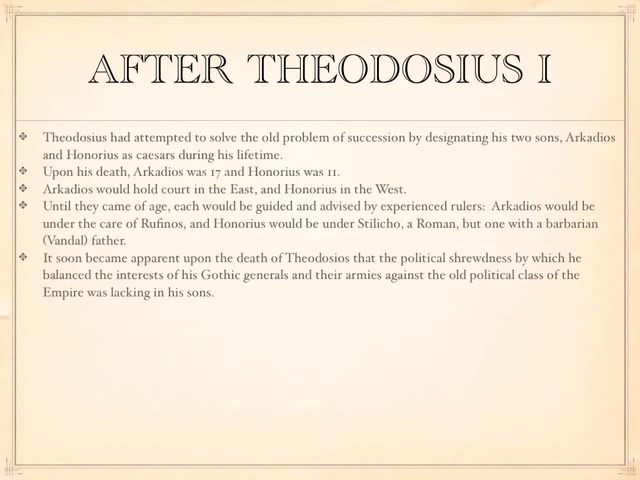 AFTER THEODOSIUS I
❖ Theodosius had attempted to solve the old problem of succession by designating his two sons, Arkadios
and Honorius as caesars during his lifetime.
❖ Upon his death, Arkadios was 17 and Honorius was 11.
❖ Arkadios would hold court in the East, and Honorius in the West.
❖ Until they came of age, each would be guided and advised by experienced rulers:  Arkadios would be
under the care of Rufinos, and Honorius would be under Stilicho, a Roman, but one with a barbarian
(Vandal) father.
❖ It soon became apparent upon the death of Theodosios that the political shrewdness by which he
balanced the interests of his Gothic generals and their armies against the old political class of the
Empire was lacking in his sons.